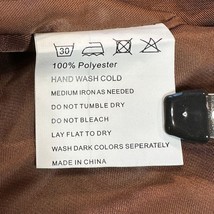 30
100% Polyester
HAND WASH COLD
MEDIUM IRON AS NEEDED
DO NOT TUMBLE DRY
DO NOT BLEACH
LAY FLAT TO DRY
WASH DARK COLORS SEPERATELY
MADE IN CHINA